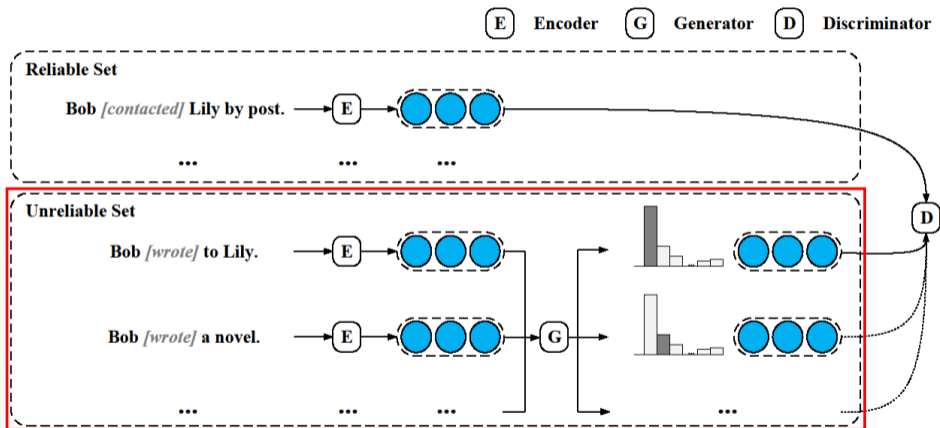 E Encoder G Generator D Discriminator
Reliable Set
Bob [contacted] Lily by post. E
... ... ...
D
Unreliable Set
Bob [wrote] to Lily. E
...
Bob [wrote] a novel. E G
...
... ... ... ...